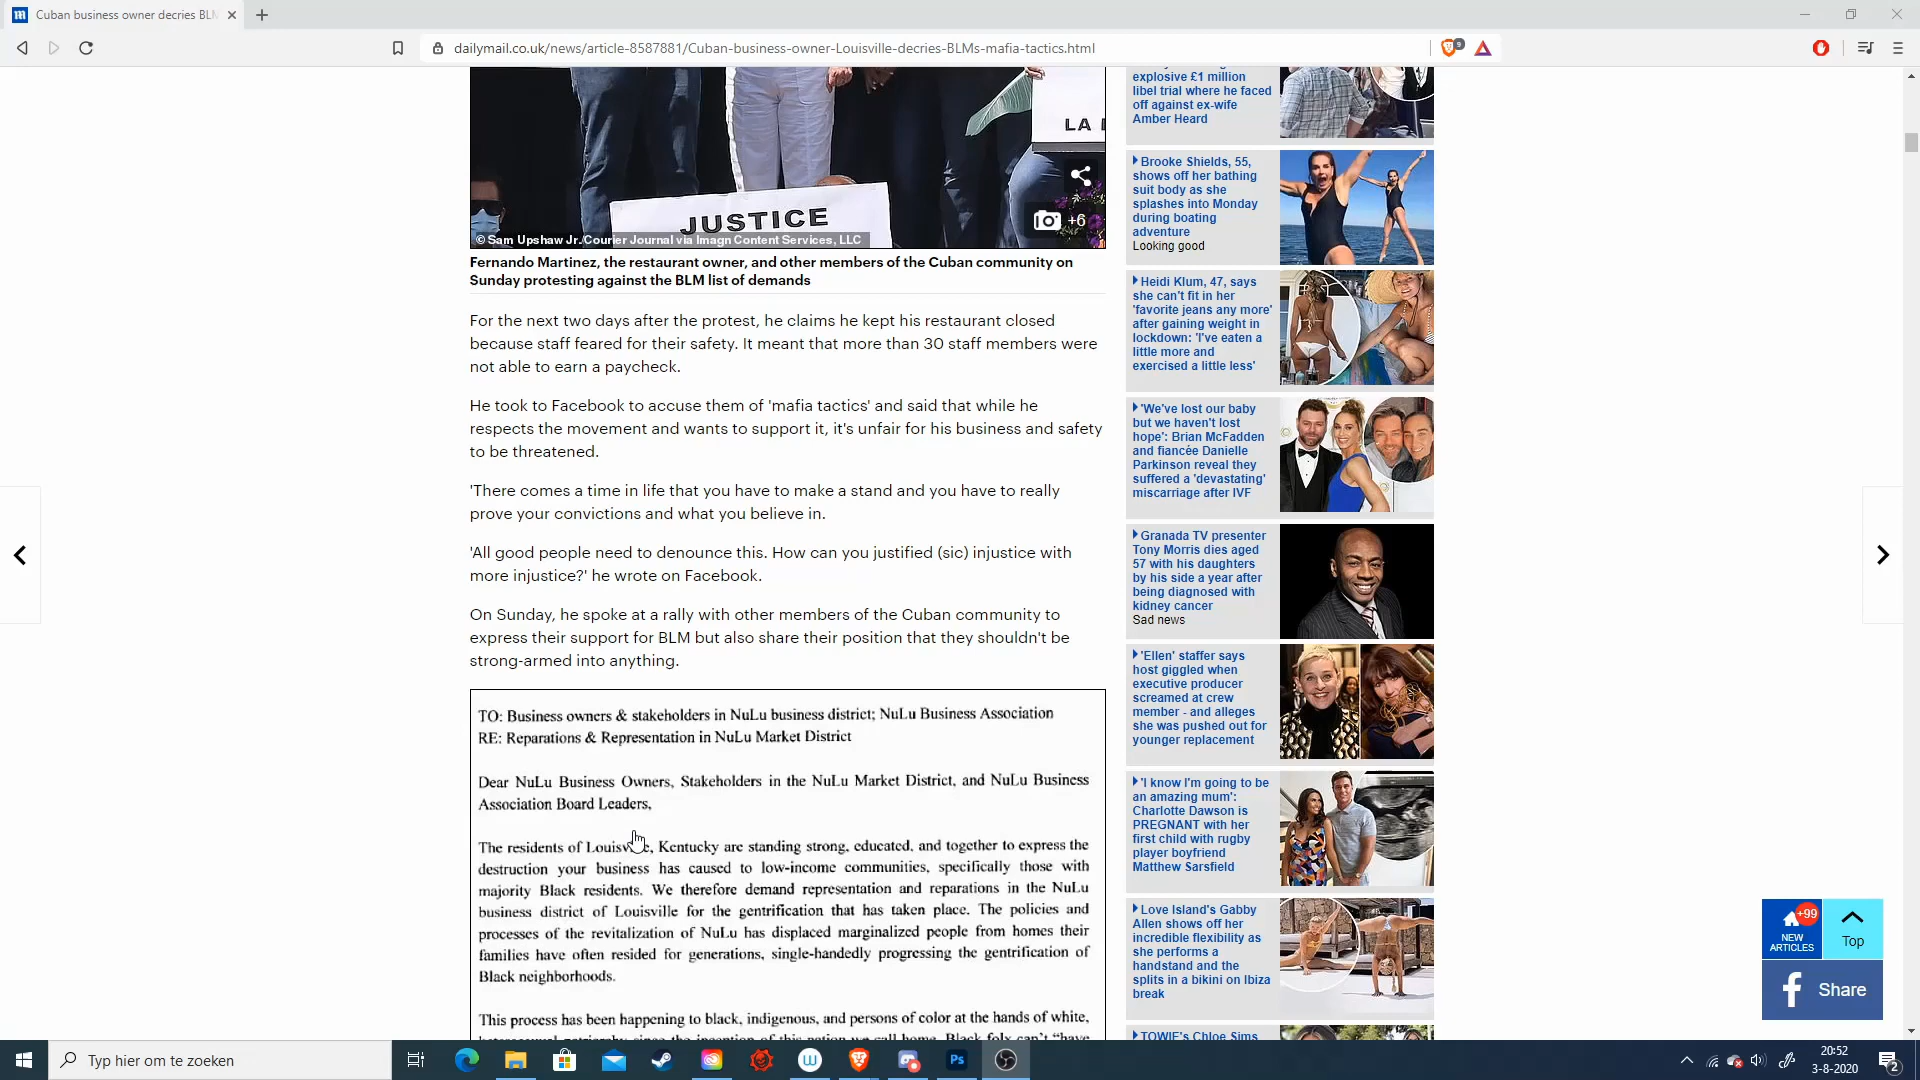 Cuban business owner decries BLM
dailymail.co.uk/news/article-8587881/Cuban-business-owner-Louisville-decries-BLMs-mafia-tactics.html
9
LA
JUSTICE
+6
© Sam Upshaw Jr./Courier Journal via Imagn Content Services, LLC
Fernando Martinez, the restaurant owner, and other members of the Cuban community on
Sunday protesting against the BLM list of demands
For the next two days after the protest, he claims he kept his restaurant closed
because staff feared for their safety. It meant that more than 30 staff members were
not able to earn a paycheck.
He took to Facebook to accuse them of 'mafia tactics' and said that while he
respects the movement and wants to support it, it's unfair for his business and safety
to be threatened.
'There comes a time in life that you have to make a stand and you have to really
prove your convictions and what you believe in.
'All good people need to denounce this. How can you justified (sic) injustice with
more injustice?' he wrote on Facebook.
On Sunday, he spoke at a rally with other members of the Cuban community to
express their support for BLM but also share their position that they shouldn't be
strong-armed into anything.
TO: Business owners & stakeholders in NuLu business district; NuLu Business Association
RE: Reparations & Representation in NuLu Market District
Dear NuLu Business Owners, Stakeholders in the NuLu Market District, and NuLu Business
Association Board Leaders,
The residents of Louisville, Kentucky are standing strong, educated, and together to express the
destruction your business has caused to low-income communities, specifically those with
majority Black residents. We therefore demand representation and reparations in the NuLu
business district of Louisville for the gentrification that has taken place. The policies and
processes of the revitalization of NuLu has displaced marginalized people from homes their
families have often resided for generations, single-handedly progressing the gentrification of
Black neighborhoods.
This process has been happening to black, indigenous, and persons of color at the hands of white,
explosive £1 million
libel trial where he faced
off against ex-wife
Amber Heard
Brooke Shields, 55,
shows off her bathing
suit body as she
splashes into Monday
during boating
adventure
Looking good
Heidi Klum, 47, says
she can't fit in her
'favorite jeans any more'
after gaining weight in
lockdown: 'I've eaten a
little more and
exercised a little less'
'We've lost our baby
but we haven't lost
hope': Brian McFadden
and fiancée Danielle
Parkinson reveal they
suffered a 'devastating'
miscarriage after IVF
Granada TV presenter
Tony Morris dies aged
57 with his daughters
by his side a year after
being diagnosed with
kidney cancer
Sad news
'Ellen' staffer says
host giggled when
executive producer
screamed at crew
member - and alleges
she was pushed out for
younger replacement
'I know I'm going to be
an amazing mum':
Charlotte Dawson is
PREGNANT with her
first child with rugby
player boyfriend
Matthew Sarsfield
Love Island's Gabby
Allen shows off her
incredible flexibility as
she performs a
handstand and the
splits in a bikini on Ibiza
break
TOWIE's Chloe Sims
+99
NEW
ARTICLES
Top
Share
Typ hier om te zoeken
Ps
20:52
3-8-2020
2